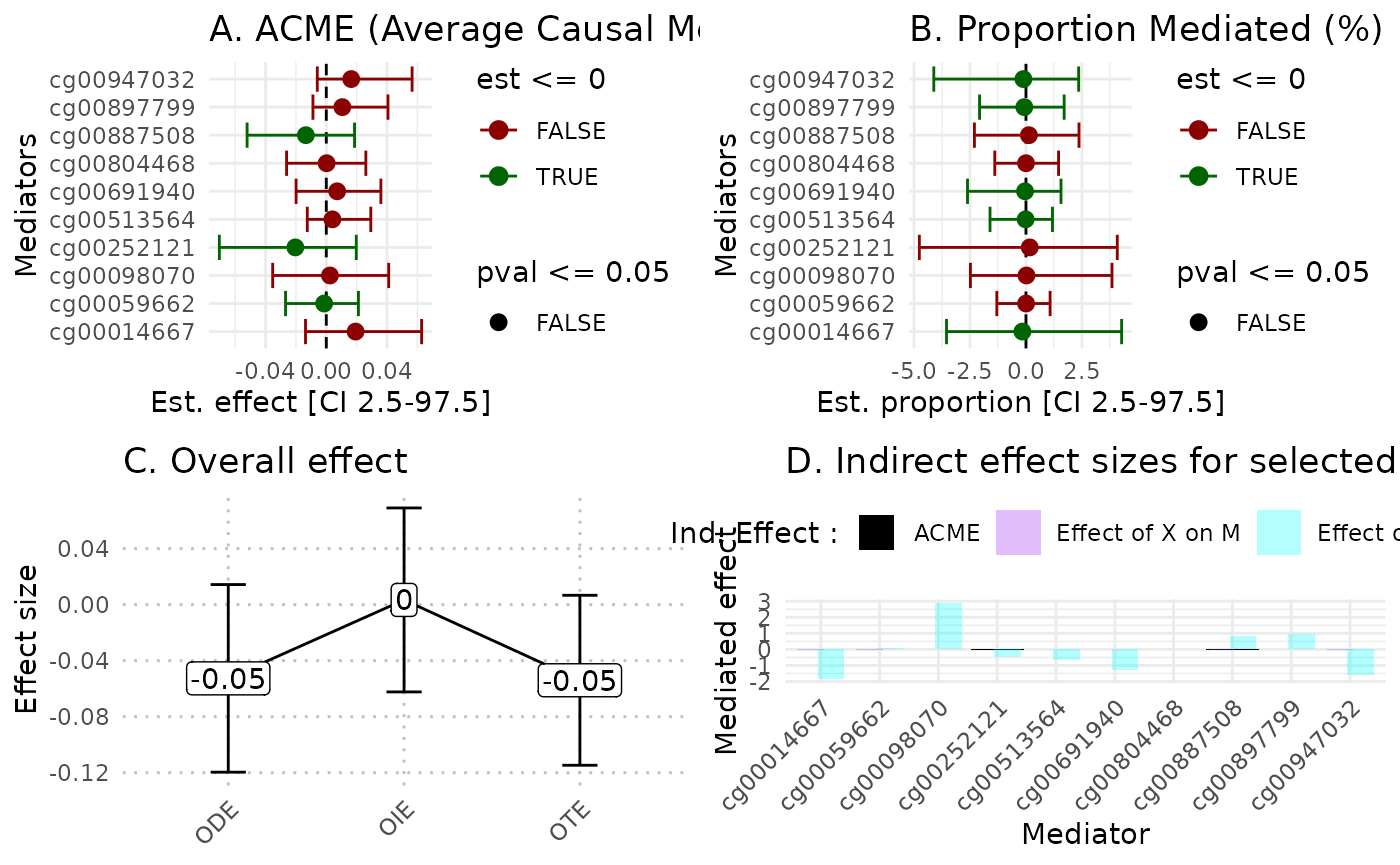 A. ACME (Average Causal Me
cg00947032
cg00897799
cg00887508
cg00804468
cg00691940
cg00513564
cg00252121
cg00098070
cg00059662
cg00014667
Mediators
-0.04 0.00 0.04
Est. effect [CI 2.5-97.5]
est <= 0
FALSE
TRUE
pval <= 0.05
FALSE
B. Proportion Mediated (%)
cg00947032
cg00897799
cg00887508
cg00804468
cg00691940
cg00513564
cg00252121
cg00098070
cg00059662
cg00014667
Mediators
-5.0 -2.5 0.0 2.5
Est. proportion [CI 2.5-97.5]
est <= 0
FALSE
TRUE
pval <= 0.05
FALSE
C. Overall effect
Effect size
0.04
0.00
-0.04
-0.08
-0.12
-0.05
0
-0.05
ODE
OIE
OTE
D. Indirect effect sizes for selected
Ind. Effect :
ACME
Effect of X on M
Effect o
Mediated effect
3
2
1
0
-1
-2
cg00014667
cg00059662
cg00098070
cg00252121
cg00513564
cg00691940
cg00804468
cg00887508
cg00897799
cg00947032
Mediator